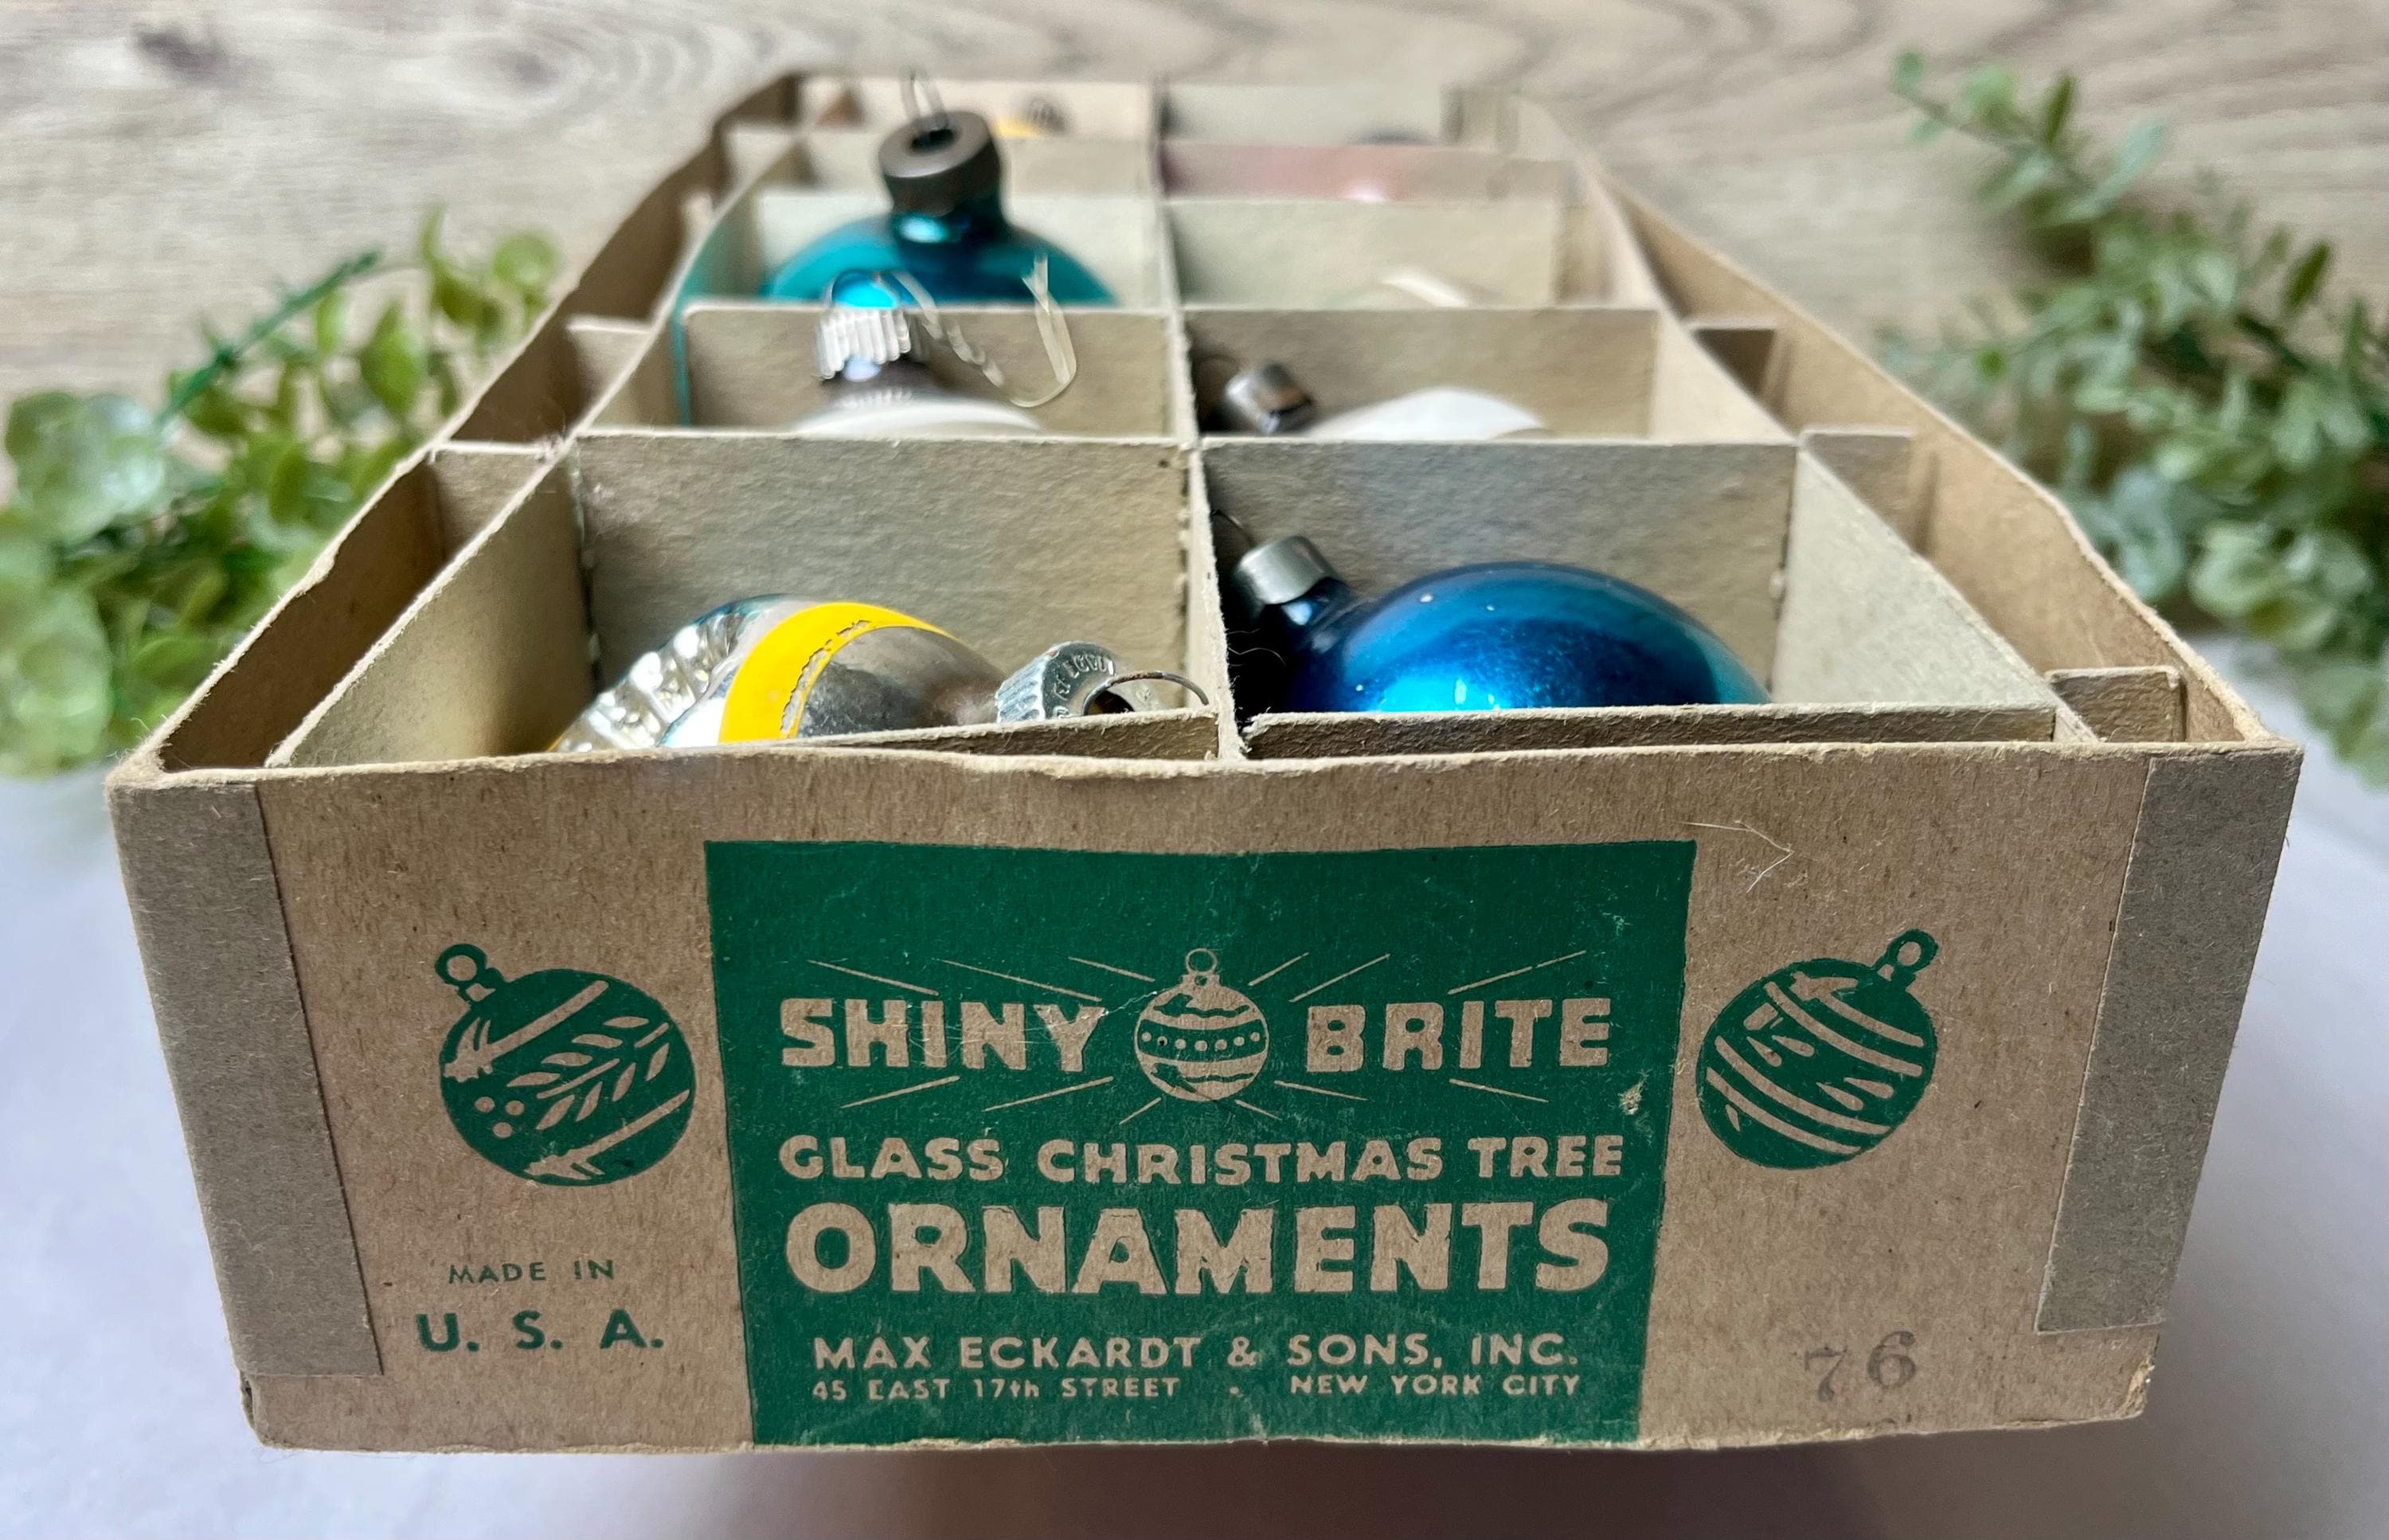 SHINY BRITE
GLASS CHRISTMAS TREE
ORNAMENTS
MAX ECKARDT & SONS, INC.
45 EAST 17th STREET . NEW YORK CITY
MADE IN
U. S. A.
76